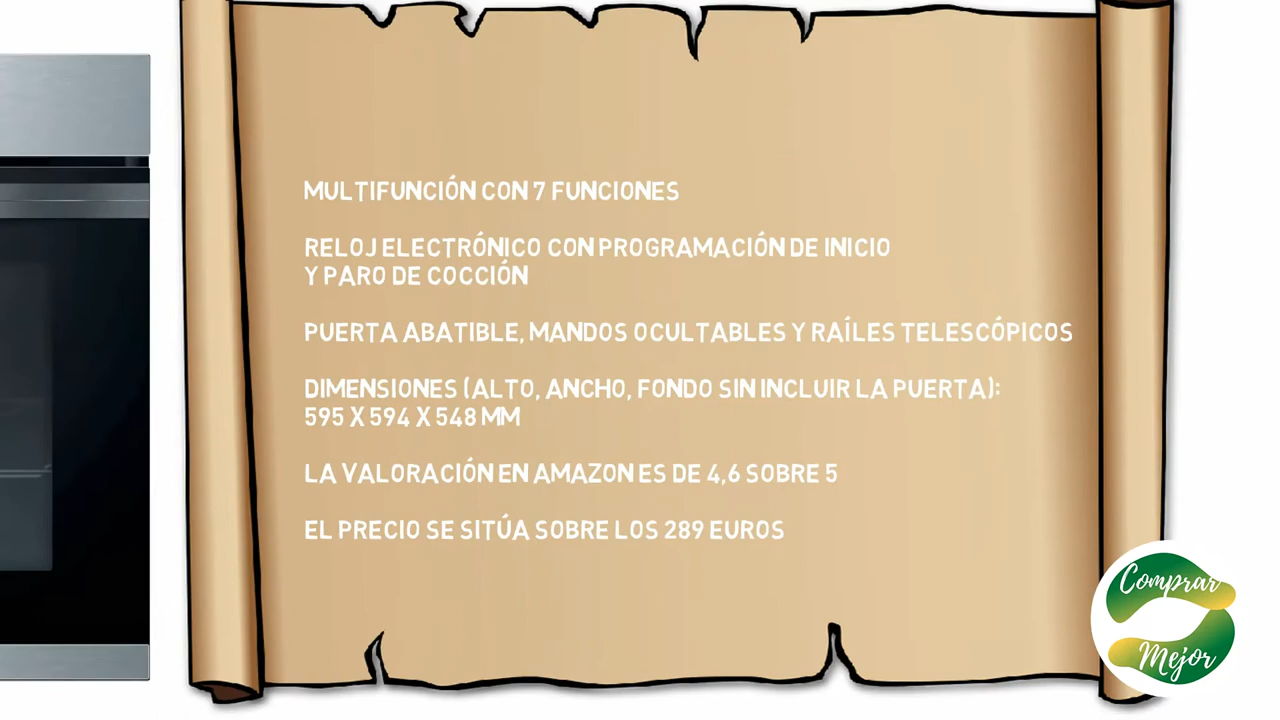 MULTIFUNCIÓN CON 7 FUNCIONES
RELOJ ELECTRÓNICO CON PROGRAMACIÓN DE INICIO
Y PARO DE COCCIÓN
PUERTA ABATIBLE, MANDOS OCULTABLES Y RAÍLES TELESCÓPICOS
DIMENSIONES (ALTO, ANCHO, FONDO SIN INCLUIR LA PUERTA):
595 X 594 X 548 MM
LA VALORACIÓN EN AMAZON ES DE 4,6 SOBRE 5
EL PRECIO SE SITÚA SOBRE LOS 289 EUROS
Comprar
Mejor